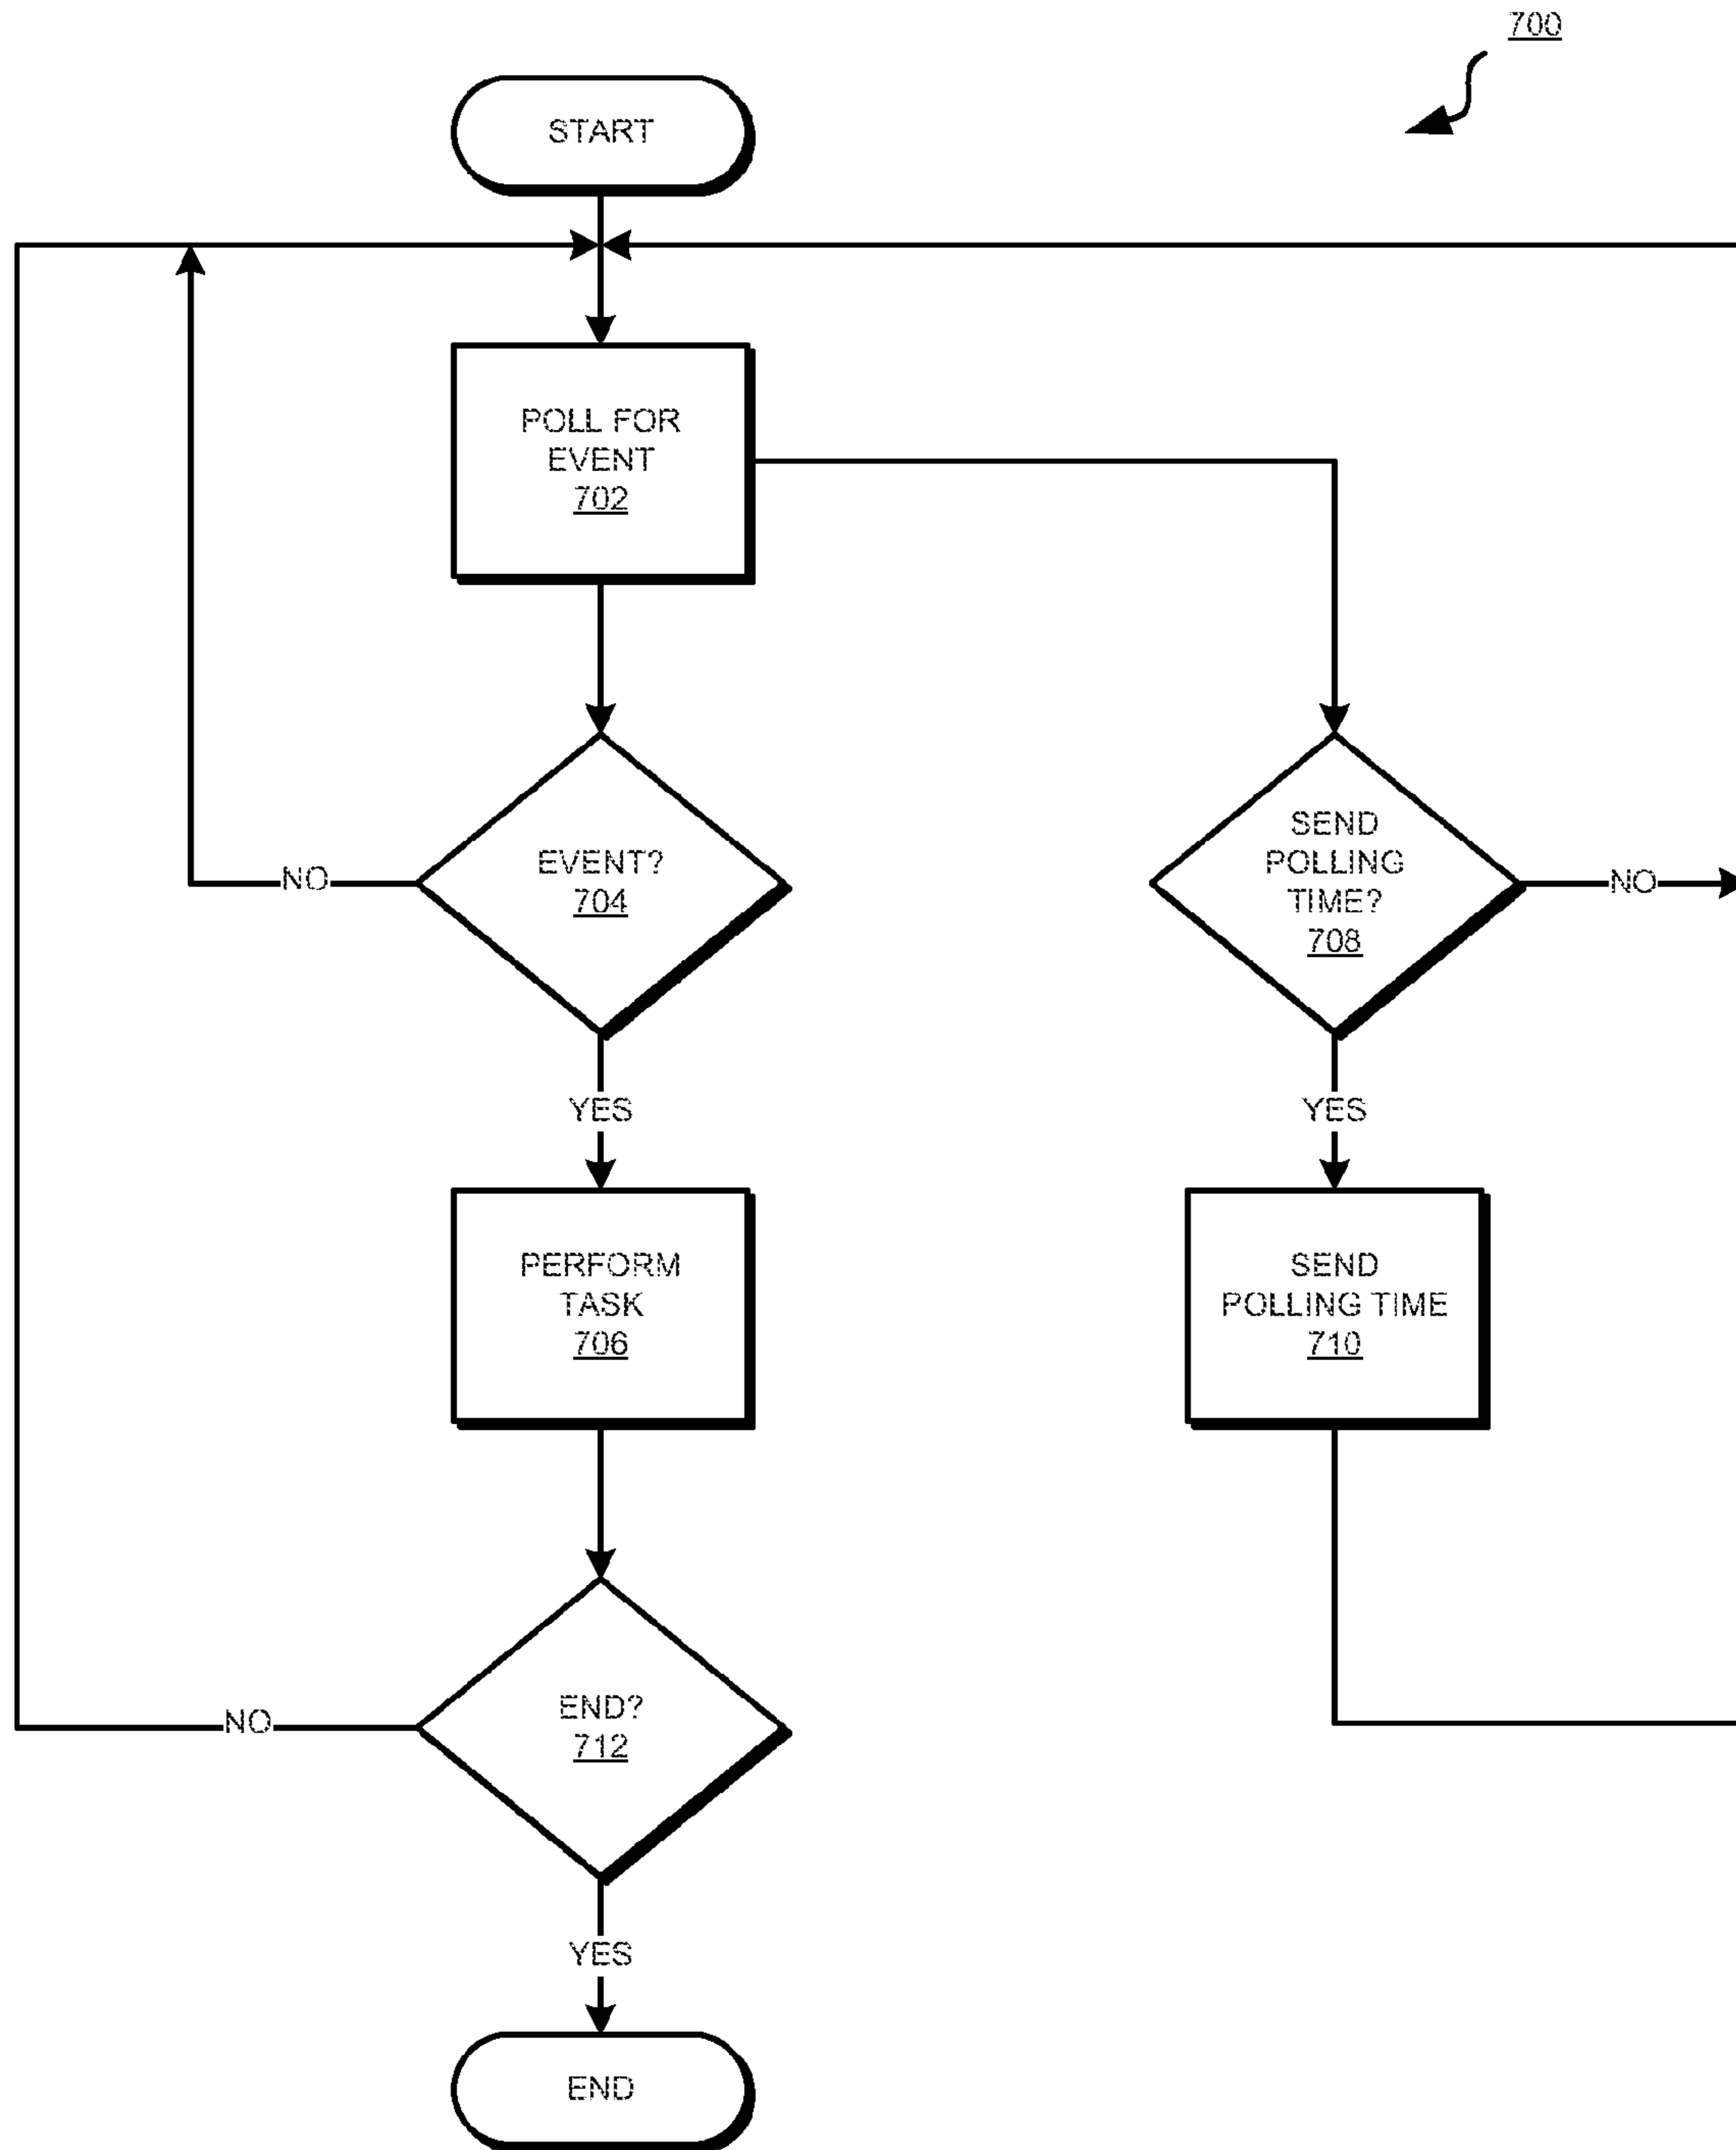 700
START
POLL FOR
EVENT
702
EVENT?
704
NO
SEND
POLLING
TIME?
708
NO
YES
YES
PERFORM
TASK
706
SEND
POLLING TIME
710
END?
712
NO
YES
END